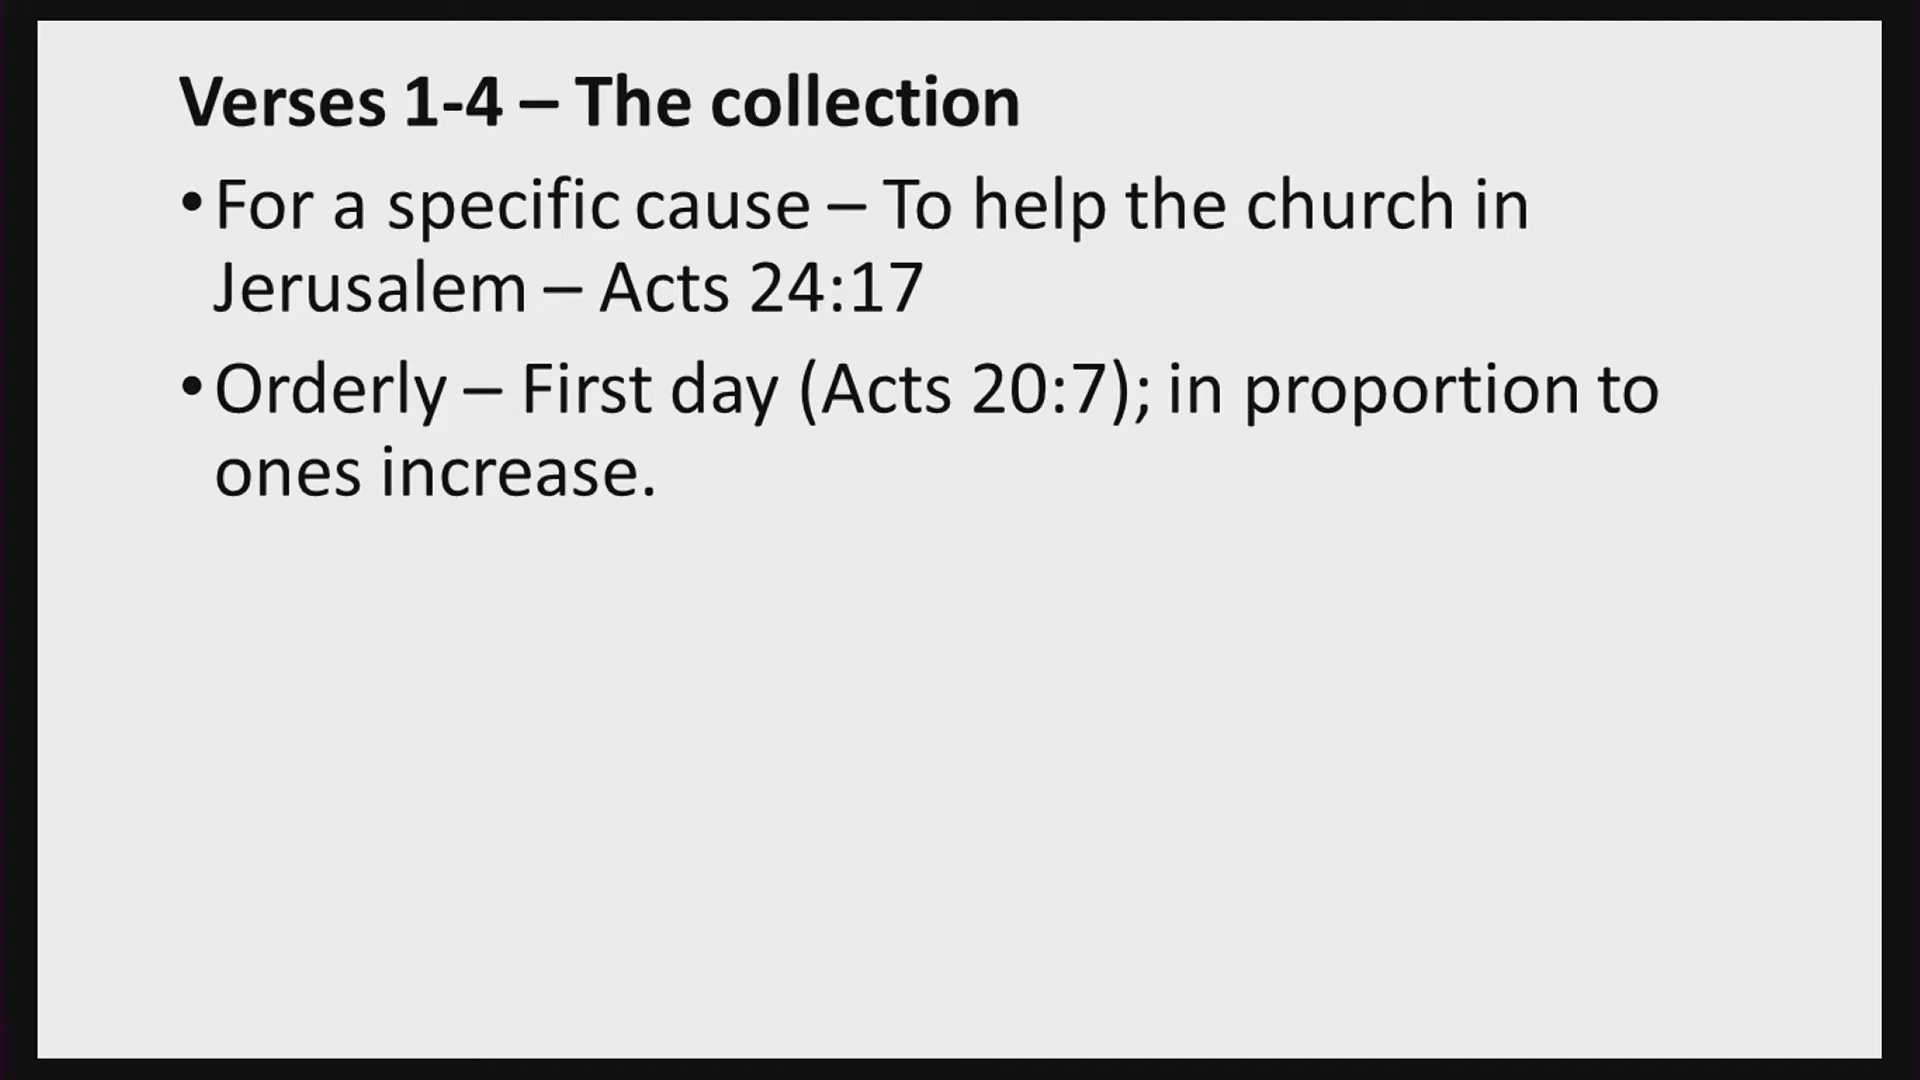 Verses 1-4 – The collection
• For a specific cause – To help the church in
Jerusalem – Acts 24:17
• Orderly – First day (Acts 20:7); in proportion to
ones increase.